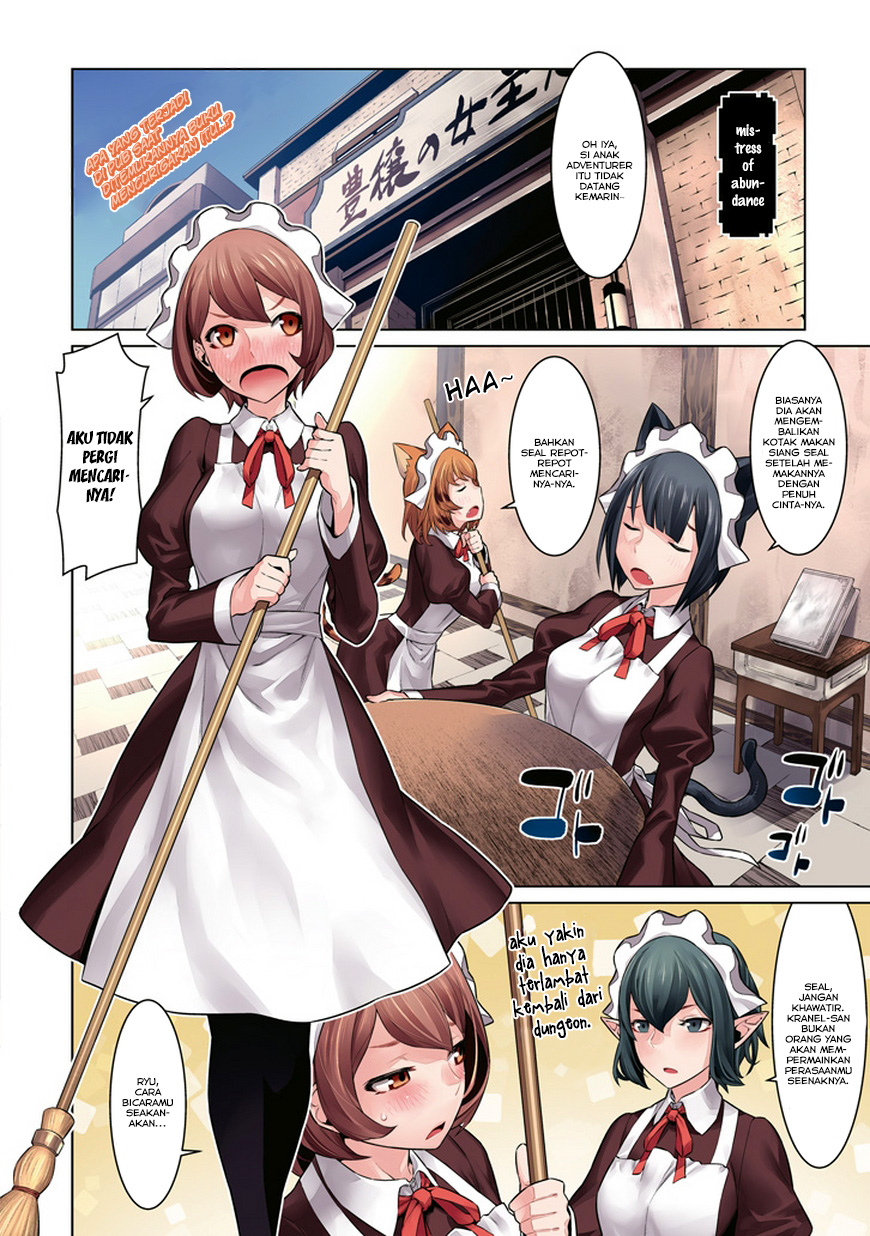 mis-
tress
of
abun-
dance
OH IYA,
SI ANAK
ADVENTURER
ITU TIDAK
DATANG
KEMARIN~
豊穣の女主
APA YANG TERJADI
DI DUB SAAT
DITEMUKANNYA BUKU
MENCURIGAKAN ITU..?
BIASANYA
DIA AKAN
MENGEM-
BALIKAN
KOTAK MAKAN
SIANG SEAL
SETELAH ME-
MAKANNYA
DENGAN
PENUH
CINTA-NYA.
BAHKAN
SEAL REPOT-
REPOT
MENCARI-
NYA-NYA.
HAA~
AKU TIDAK
PERGI
MENCARI-
NYA!
ゴト
ゴト
ゴト
SEAL,
JANGAN
KHAWATIR.
KRANEL-SAN
BUKAN
ORANG YANG
AKAN MEM-
PERMAINKAN
PERASAANMU
SEENAKNYA.
aku yakin
dia hanya
terlambat
kembali dari
dungeon.
RYU,
CARA
BICARAMU
SEAKAN-
AKAN...